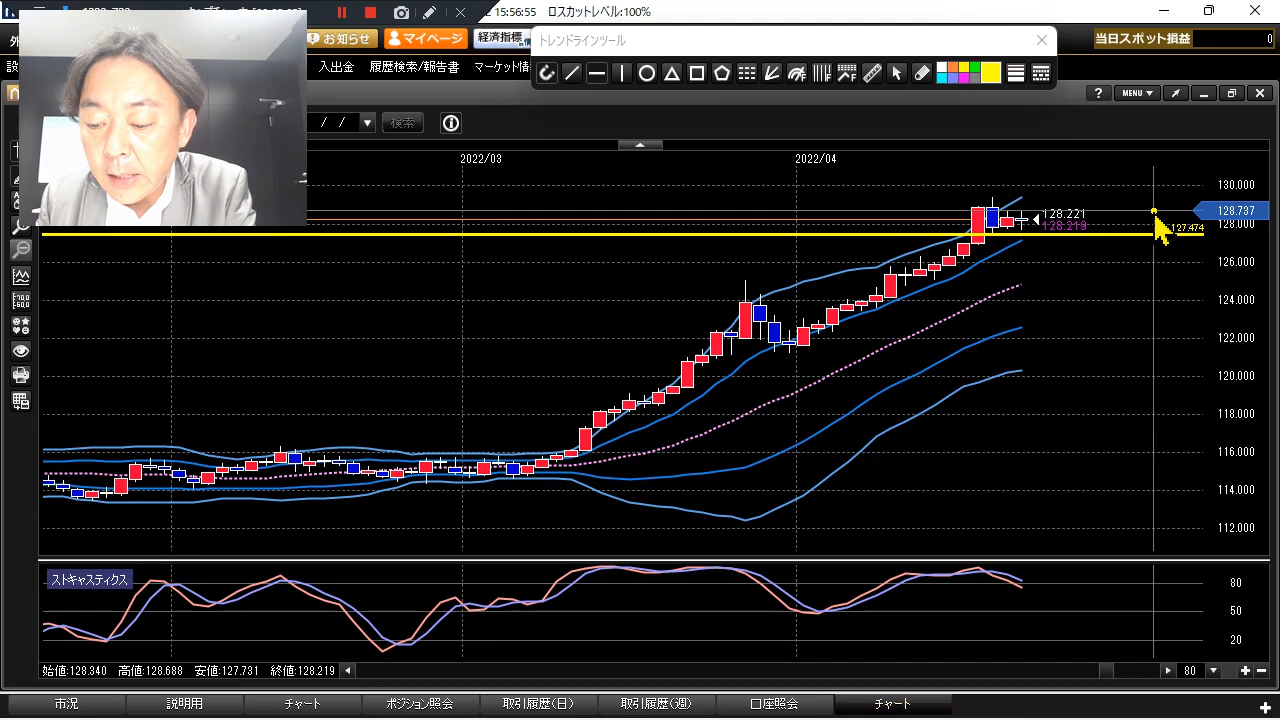 15:56:55 ロスカットレベル:100%
お知らせ
マイページ
経済指標
トレンドラインツール
当日スポット損益
0
入出金 履歴検索/報告書 マーケット情
? MENU
/ / 検索
2022/03
2022/04
130.000
128.737
128.221
128.219
128.000
127.474
126.000
124.000
122.000
120.000
118.000
116.000
114.000
112.000
ストキャスティクス
80
50
20
始値:128.340 高値:128.688 安値:127.731 終値:128.219
80
市況 説明用 チャート ポジション照会 取引履歴(日) 取引履歴(週) 口座照会 チャート